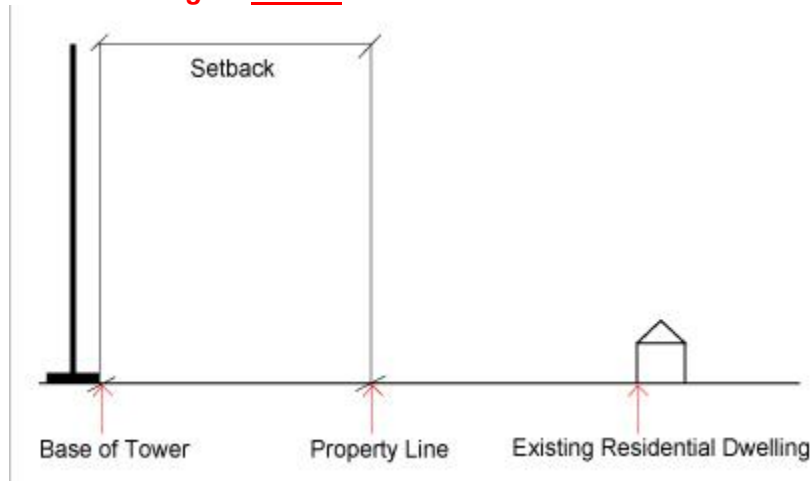 Setback
Base of Tower
Property Line
Existing Residential Dwelling